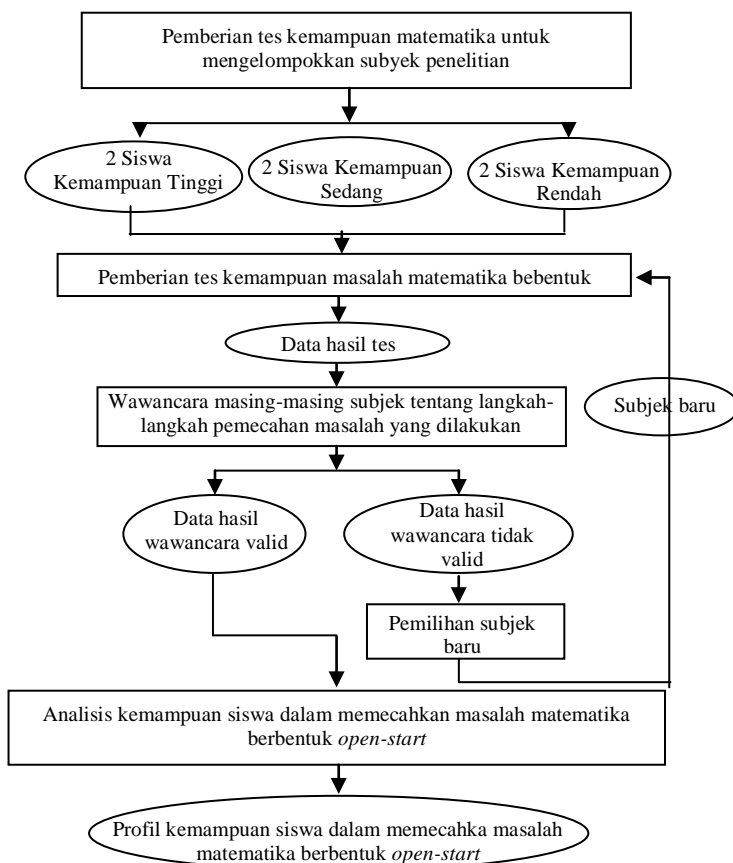 Pemberian tes kemampuan matematika untuk
mengelompokkan subyek penelitian
2 Siswa
Kemampuan Tinggi
2 Siswa Kemampuan
Sedang
2 Siswa Kemampuan
Rendah
Pemberian tes kemampuan masalah matematika bebentuk
Data hasil tes
Wawancara masing-masing subjek tentang langkah-
langkah pemecahan masalah yang dilakukan
Subjek baru
Data hasil
wawancara valid
Data hasil
wawancara tidak
valid
Pemilihan subjek
baru
Analisis kemampuan siswa dalam memecahkan masalah matematika
berbentuk open-start
Profil kemampuan siswa dalam memecahka masalah
matematika berbentuk open-start